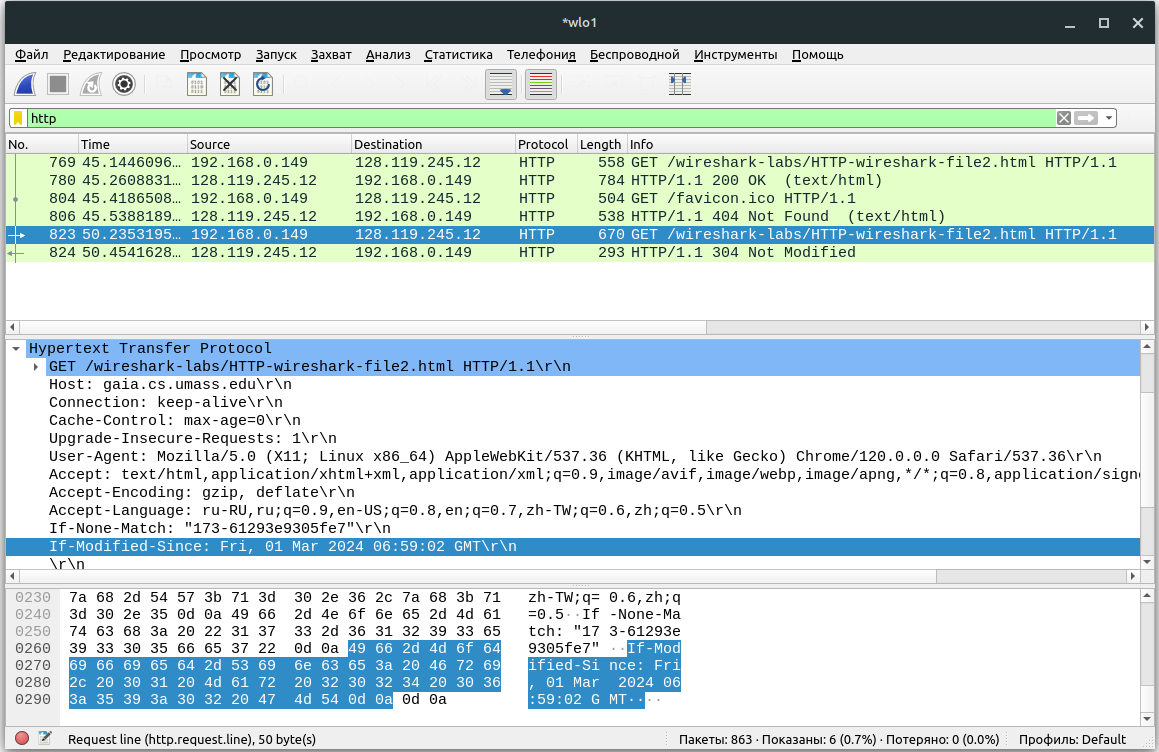 *wlo1
Файл Редактирование Просмотр Запуск Захват Анализ Статистика Телефония Беспроводной Инструменты Помощь
http
No. Time Source Destination Protocol Length Info
769 45.1446096… 192.168.0.149 128.119.245.12 HTTP 558 GET /wireshark-labs/HTTP-wireshark-file2.html HTTP/1.1
780 45.2608831… 128.119.245.12 192.168.0.149 HTTP 784 HTTP/1.1 200 OK (text/html)
804 45.4186508… 192.168.0.149 128.119.245.12 HTTP 504 GET /favicon.ico HTTP/1.1
806 45.5388189… 128.119.245.12 192.168.0.149 HTTP 538 HTTP/1.1 404 Not Found (text/html)
823 50.2353195… 192.168.0.149 128.119.245.12 HTTP 670 GET /wireshark-labs/HTTP-wireshark-file2.html HTTP/1.1
824 50.4541628… 128.119.245.12 192.168.0.149 HTTP 293 HTTP/1.1 304 Not Modified
Hypertext Transfer Protocol
GET /wireshark-labs/HTTP-wireshark-file2.html HTTP/1.1\r\n
Host: gaia.cs.umass.edu\r\n
Connection: keep-alive\r\n
Cache-Control: max-age=0\r\n
Upgrade-Insecure-Requests: 1\r\n
User-Agent: Mozilla/5.0 (X11; Linux x86_64) AppleWebKit/537.36 (KHTML, like Gecko) Chrome/120.0.0.0 Safari/537.36\r\n
Accept: text/html,application/xhtml+xml,application/xml;q=0.9,image/avif,image/webp,image/apng,*/*;q=0.8,application/signe
Accept-Encoding: gzip, deflate\r\n
Accept-Language: ru-RU,ru;q=0.9,en-US;q=0.8,en;q=0.7,zh-TW;q=0.6,zh;q=0.5\r\n
If-None-Match: "173-61293e9305fe7"\r\n
If-Modified-Since: Fri, 01 Mar 2024 06:59:02 GMT\r\n
\r\n
0230 7a 68 2d 54 57 3b 71 3d 30 2e 36 2c 7a 68 3b 71 zh-TW;q= 0.6,zh;q
0240 3d 30 2e 35 0d 0a 49 66 2d 4e 6f 6e 65 2d 4d 61 =0.5··If -None-Ma
0250 74 63 68 3a 20 22 31 37 33 2d 36 31 32 39 33 65 tch: "17 3-61293e
0260 39 33 30 35 66 65 37 22 0d 0a 49 66 2d 4d 6f 64 9305fe7" ··If-Mod
0270 69 66 69 65 64 2d 53 69 6e 63 65 3a 20 46 72 69 ified-Si nce: Fri
0280 2c 20 30 31 20 4d 61 72 20 32 30 32 34 20 30 36 , 01 Mar 2024 06
0290 3a 35 39 3a 30 32 20 47 4d 54 0d 0a 0d 0a :59:02 G MT····
Request line (http.request.line), 50 byte(s) Пакеты: 863 · Показаны: 6 (0.7%) · Потеряно: 0 (0.0%) Профиль: Default